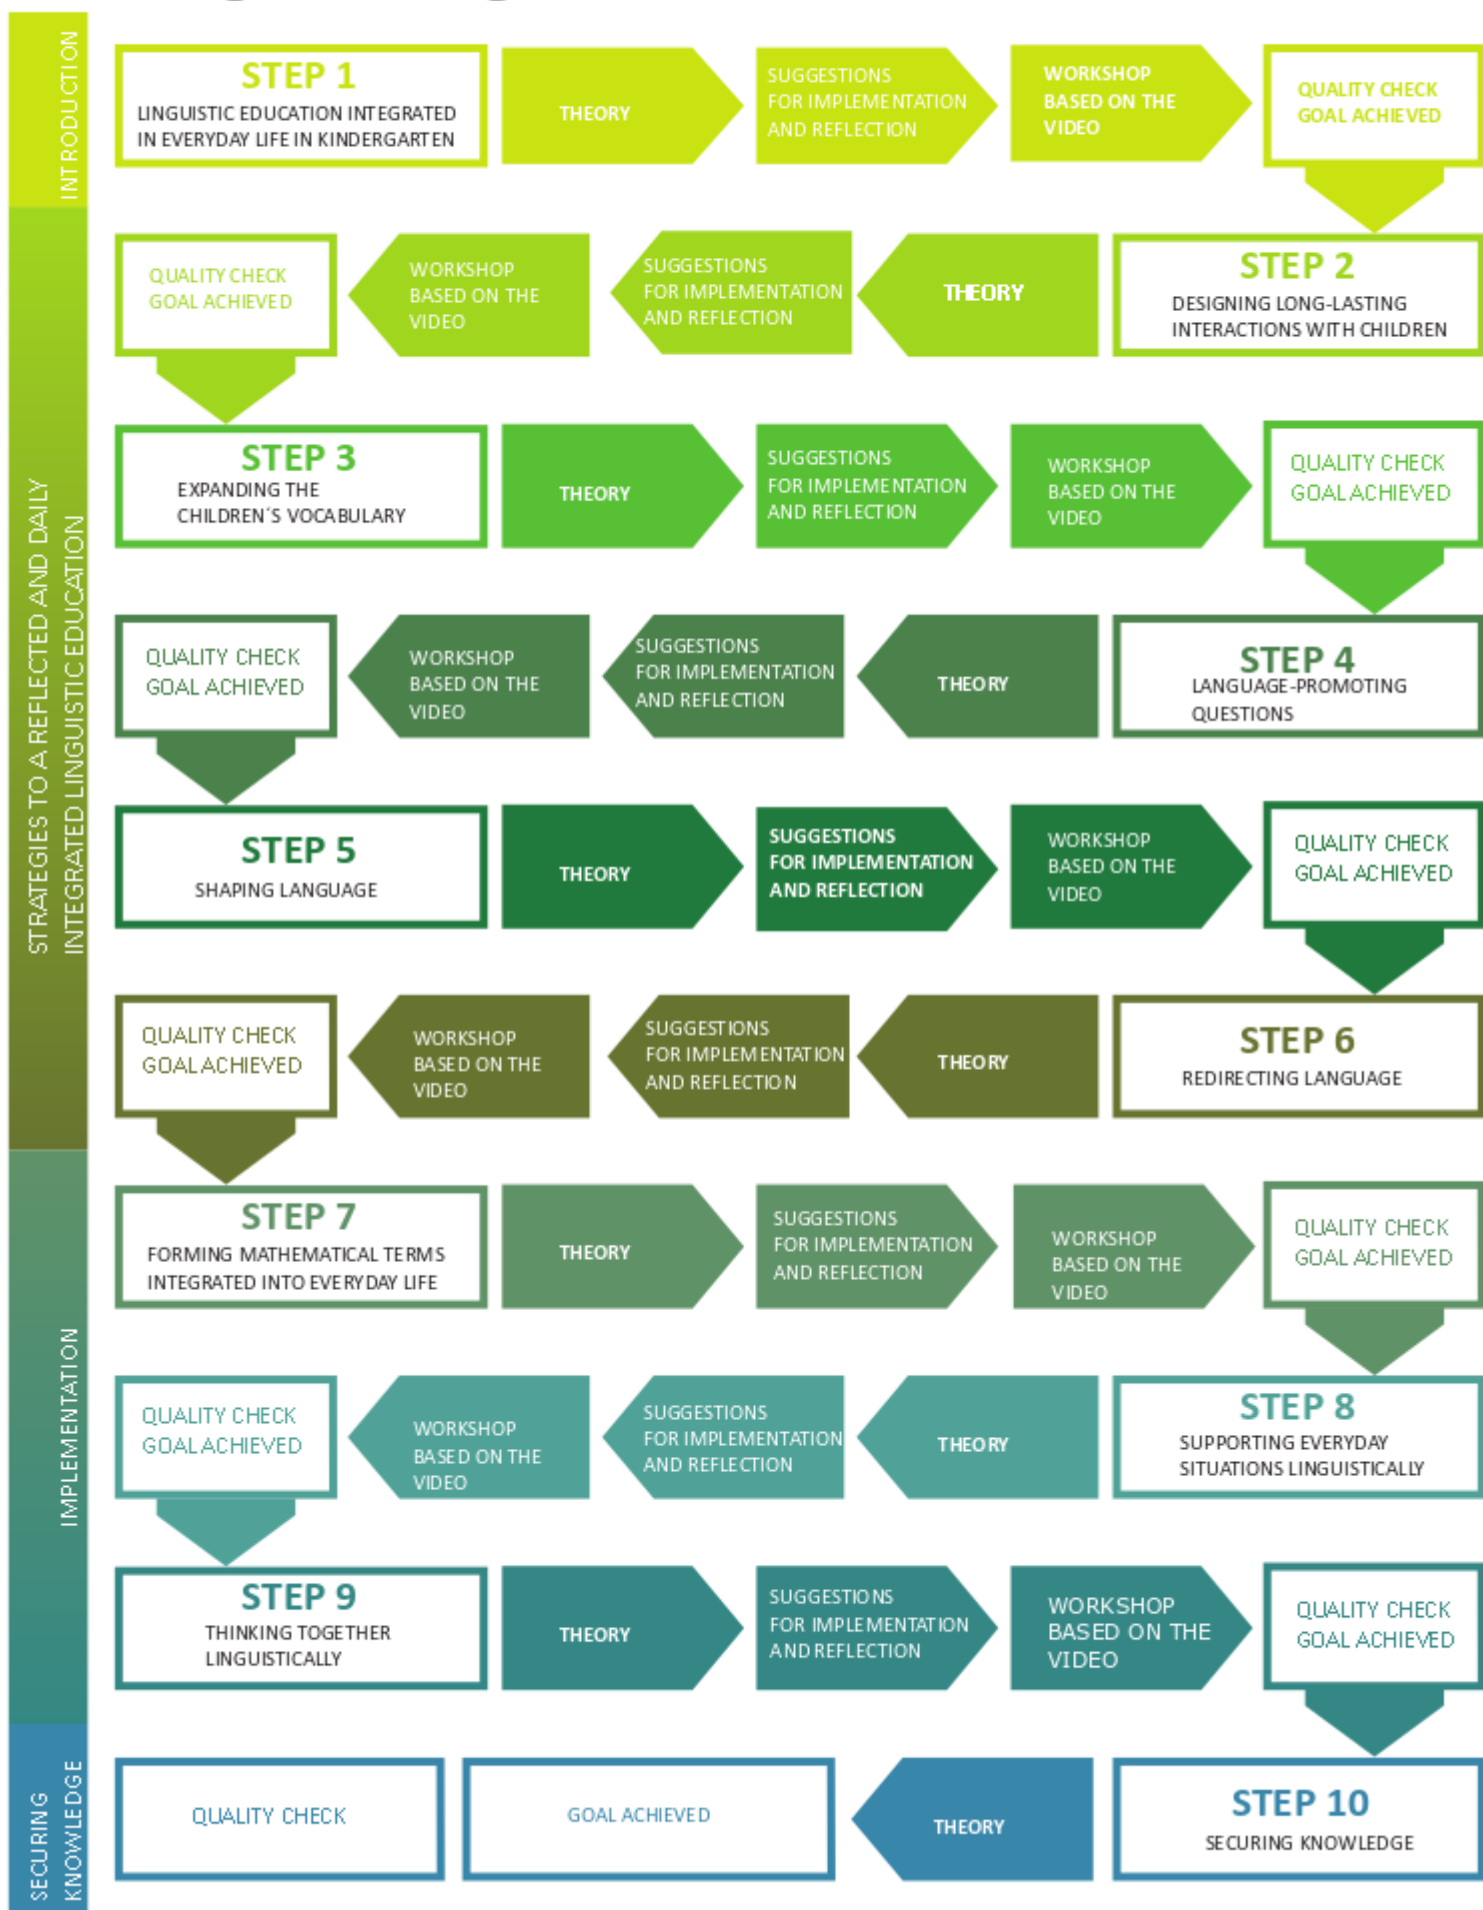 INTRODUCTION
STEP 1
LINGUISTIC EDUCATION INTEGRATED
IN EVERYDAY LIFE IN KINDERGARTEN
THEORY
SUGGESTIONS
FOR IMPLEMENTATION
AND REFLECTION
WORKSHOP
BASED ON THE
VIDEO
QUALITY CHECK
GOAL ACHIEVED
STRATEGIES TO A REFLECTED AND DAILY
INTEGRATED LINGUISTIC EDUCATION
STEP 2
DESIGNING LONG-LASTING
INTERACTIONS WITH CHILDREN
THEORY
SUGGESTIONS
FOR IMPLEMENTATION
AND REFLECTION
WORKSHOP
BASED ON THE
VIDEO
QUALITY CHECK
GOAL ACHIEVED
STEP 3
EXPANDING THE
CHILDREN´S VOCABULARY
THEORY
SUGGESTIONS
FOR IMPLEMENTATION
AND REFLECTION
WORKSHOP
BASED ON THE
VIDEO
QUALITY CHECK
GOAL ACHIEVED
STEP 4
LANGUAGE-PROMOTING
QUESTIONS
THEORY
SUGGESTIONS
FOR IMPLEMENTATION
AND REFLECTION
WORKSHOP
BASED ON THE
VIDEO
QUALITY CHECK
GOAL ACHIEVED
STEP 5
SHAPING LANGUAGE
THEORY
SUGGESTIONS
FOR IMPLEMENTATION
AND REFLECTION
WORKSHOP
BASED ON THE
VIDEO
QUALITY CHECK
GOAL ACHIEVED
STEP 6
REDIRECTING LANGUAGE
THEORY
SUGGESTIONS
FOR IMPLEMENTATION
AND REFLECTION
WORKSHOP
BASED ON THE
VIDEO
QUALITY CHECK
GOAL ACHIEVED
IMPLEMENTATION
STEP 7
FORMING MATHEMATICAL TERMS
INTEGRATED INTO EVERYDAY LIFE
THEORY
SUGGESTIONS
FOR IMPLEMENTATION
AND REFLECTION
WORKSHOP
BASED ON THE
VIDEO
QUALITY CHECK
GOAL ACHIEVED
STEP 8
SUPPORTING EVERYDAY
SITUATIONS LINGUISTICALLY
THEORY
SUGGESTIONS
FOR IMPLEMENTATION
AND REFLECTION
WORKSHOP
BASED ON THE
VIDEO
QUALITY CHECK
GOAL ACHIEVED
STEP 9
THINKING TOGETHER
LINGUISTICALLY
THEORY
SUGGESTIONS
FOR IMPLEMENTATION
AND REFLECTION
WORKSHOP
BASED ON THE
VIDEO
QUALITY CHECK
GOAL ACHIEVED
SECURING
KNOWLEDGE
STEP 10
SECURING KNOWLEDGE
THEORY
GOAL ACHIEVED
QUALITY CHECK